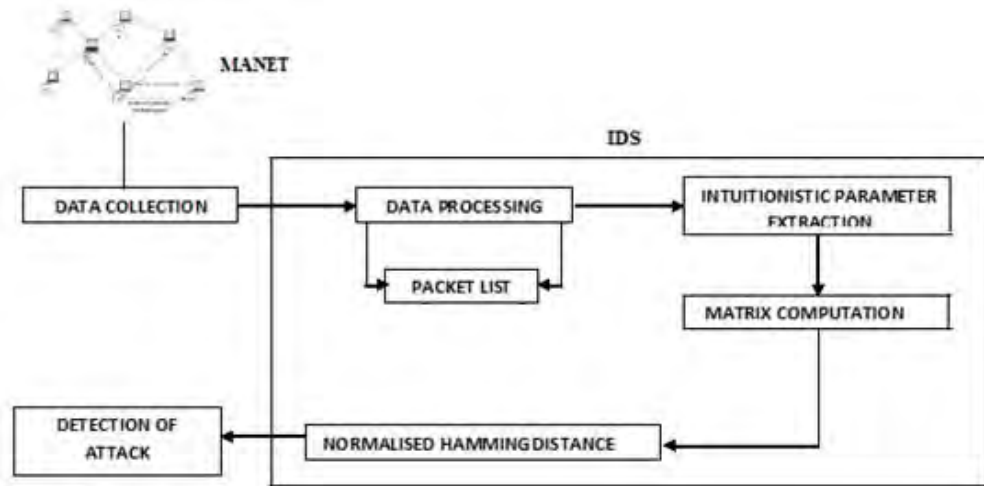 MANET
IDS
DATA COLLECTION
DATA PROCESSING
INTUITIONISTIC PARAMETER
EXTRACTION
PACKET LIST
MATRIX COMPUTATION
DETECTION OF
ATTACK
NORMALISED HAMMINGDISTANCE